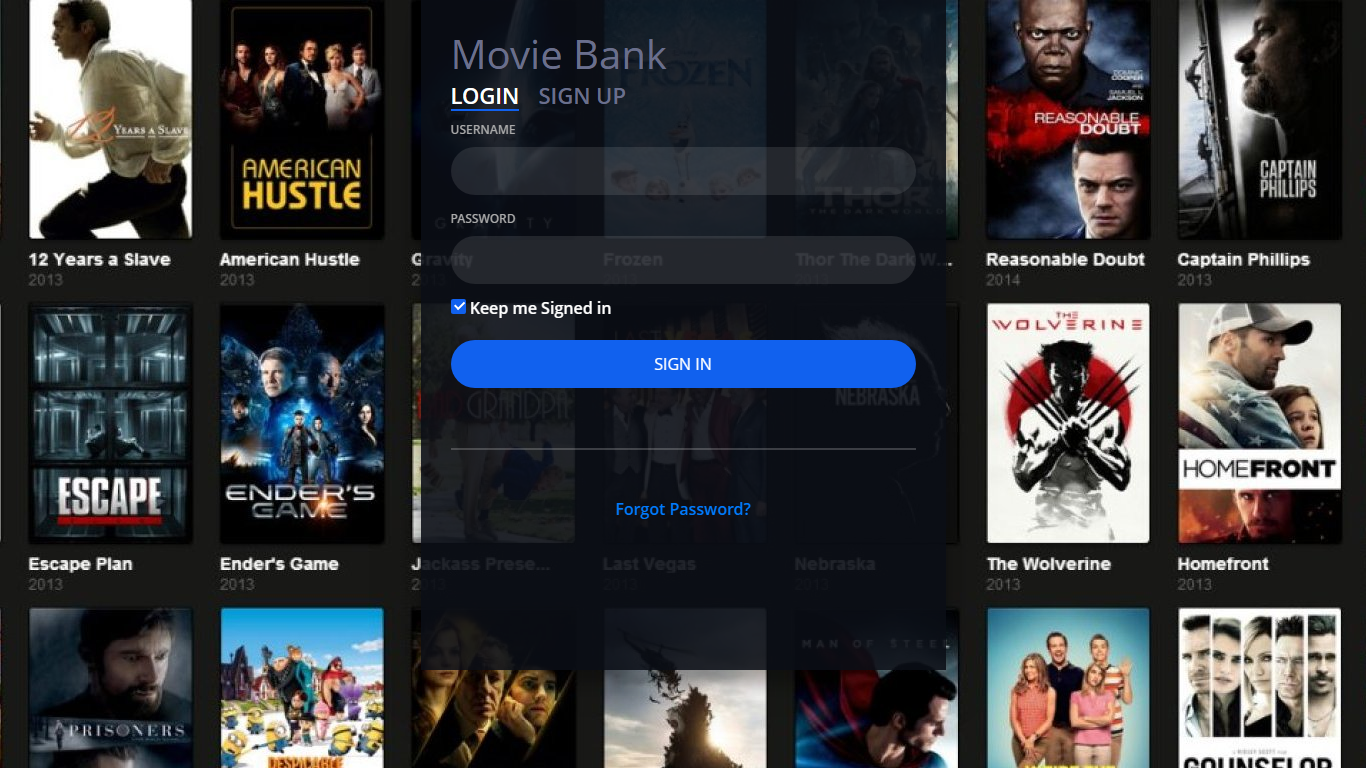 Movie Bank
LOGIN SIGN UP
USERNAME
PASSWORD
Keep me Signed in
SIGN IN
Forgot Password?
12 YEARS A SLAVE
AMERICAN
HUSTLE
GRAVITY
FROZEN
THOR
THE DARK WORLD
DOMINIC
COOPER
AND
SAMUEL L.
JACKSON
REASONABLE
DOUBT
CAPTAIN
PHILLIPS
12 Years a Slave American Hustle Gravity Frozen Thor The Dark W... Reasonable Doubt Captain Phillips
2013 2013 2013 2013 2013 2014 2013
ESCAPE
ENDER'S
GAME
GRANDPA
LAST
NEBRASKA
THE
WOLVERINE
HOMEFRONT
Escape Plan Ender's Game Jackass Prese... Last Vegas Nebraska The Wolverine Homefront
2013 2013 2013 2013 2013 2013 2013
PRISONERS
DESPICABLE
MAN OF STEEL
COUNSELOR